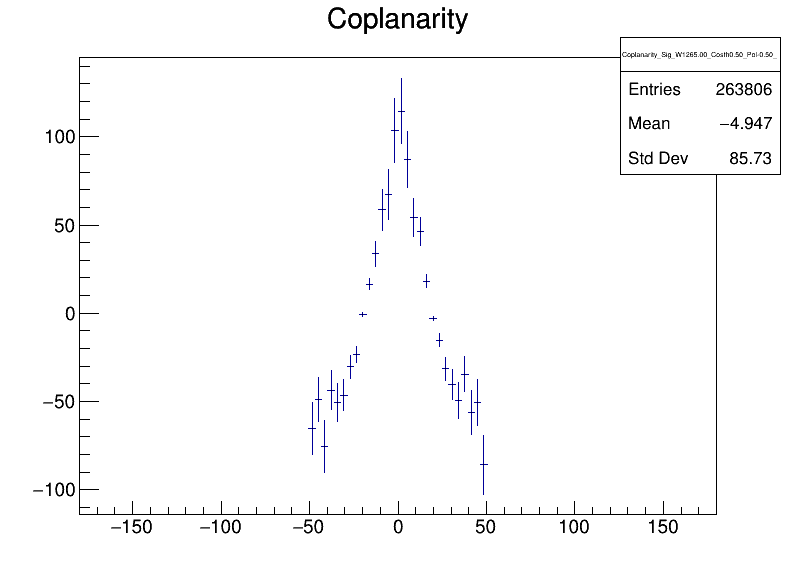 Coplanarity
Coplanarity_Sig_W1265.00_Costh0.50_Pol-0.50_
Entries 263806
Mean −4.947
Std Dev 85.73
100
50
0
−50
−100
−150 −100 −50 0 50 100 150